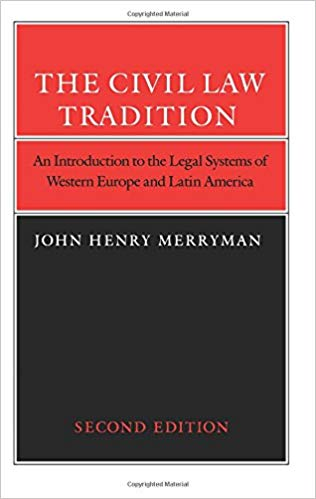 THE CIVIL LAW
TRADITION
An Introduction to the Legal Systems of
Western Europe and Latin America
JOHN HENRY MERRYMAN
SECOND EDITION
Copyrighted Material
Copyrighted Material